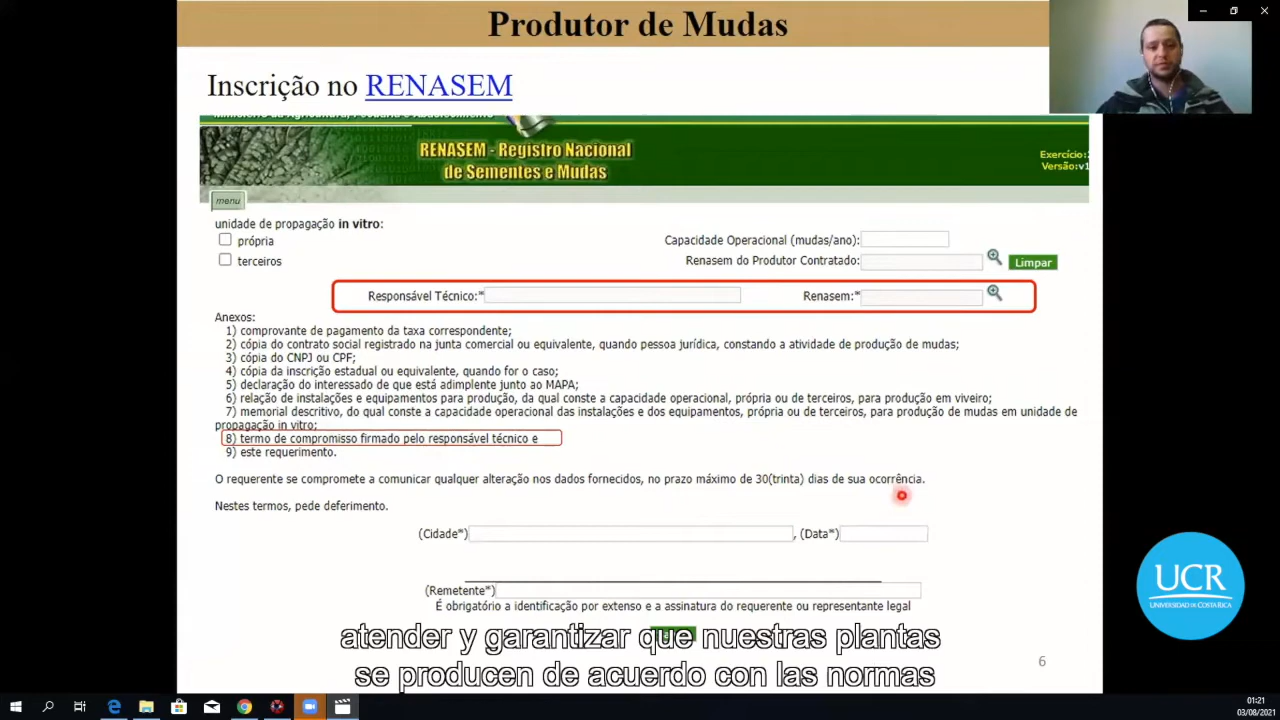 Produtor de Mudas
Inscrição no RENASEM
Ministério da Agricultura, Pecuária e Abastecimento
RENASEM - Registro Nacional
de Sementes e Mudas
Exercício:
Versão:v1
menu
unidade de propagação in vitro:
própria
Capacidade Operacional (mudas/ano):
terceiros
Renasem do Produtor Contratado:
Limpar
Responsável Técnico:*
Renasem:*
Anexos:
1) comprovante de pagamento da taxa correspondente;
2) cópia do contrato social registrado na junta comercial ou equivalente, quando pessoa jurídica, constando a atividade de produção de mudas;
3) cópia do CNPJ ou CPF;
4) cópia da inscrição estadual ou equivalente, quando for o caso;
5) declaração do interessado de que está adimplente junto ao MAPA;
6) relação de instalações e equipamentos para produção, da qual conste a capacidade operacional, própria ou de terceiros, para produção em viveiro;
7) memorial descritivo, do qual conste a capacidade operacional das instalações e dos equipamentos, própria ou de terceiros, para produção de mudas em unidade de
propagação in vitro;
8) termo de compromisso firmado pelo responsável técnico e
9) este requerimento.
O requerente se compromete a comunicar qualquer alteração nos dados fornecidos, no prazo máximo de 30(trinta) dias de sua ocorrência.
Nestes termos, pede deferimento.
(Cidade*) , (Data*)
(Remetente*)
É obrigatório a identificação por extenso e a assinatura do requerente ou representante legal
atender y garantizar que nuestras plantas
se producen de acuerdo con las normas
6
UCR
UNIVERSIDAD DE COSTA RICA
01:21
03/08/2021